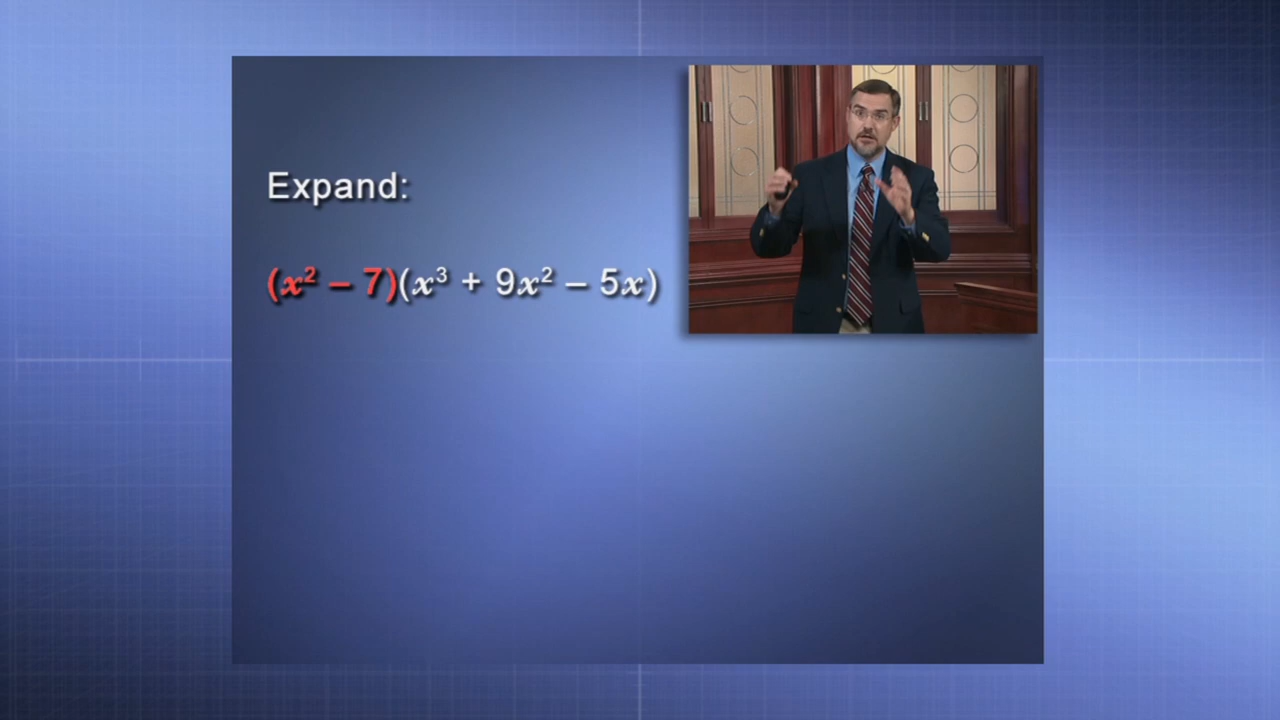 Expand:
(x² – 7)(x³ + 9x² – 5x)